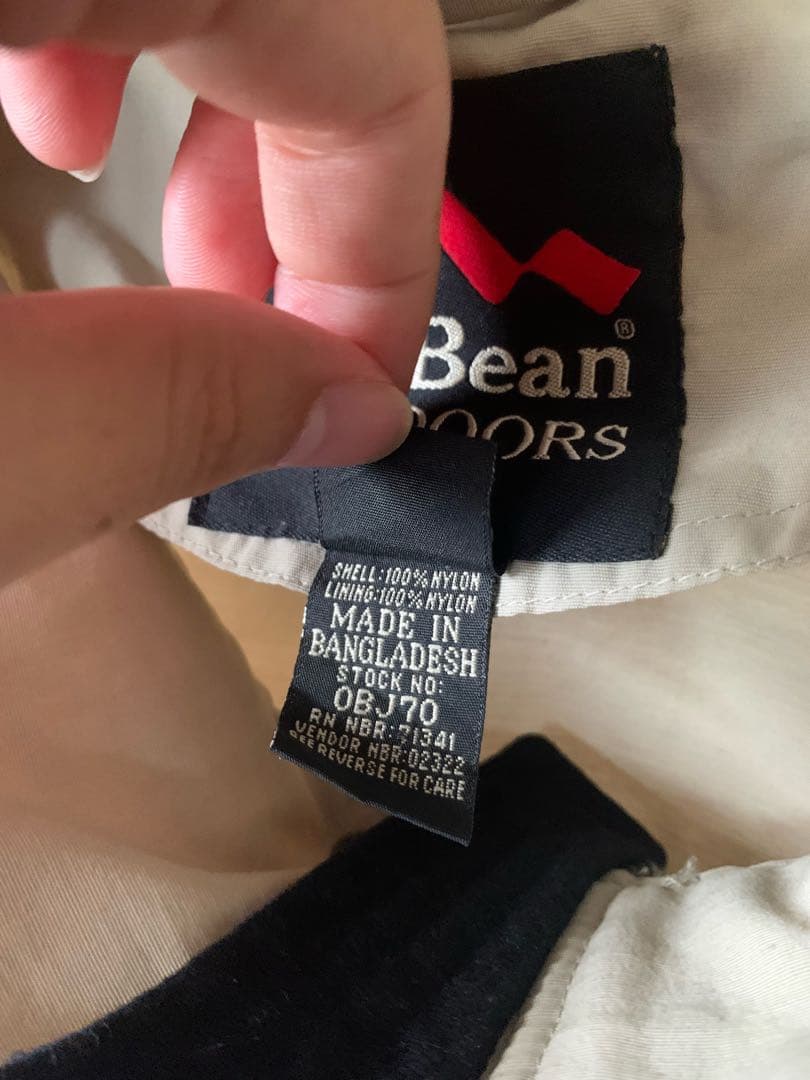 Bean®
OORS
SHELL:100% NYLON
LINING:100% NYLON
MADE IN
BANGLADESH
STOCK NO:
OBJ70
RN NBR:71341
VENDOR NBR:02322
SEE REVERSE FOR CARE